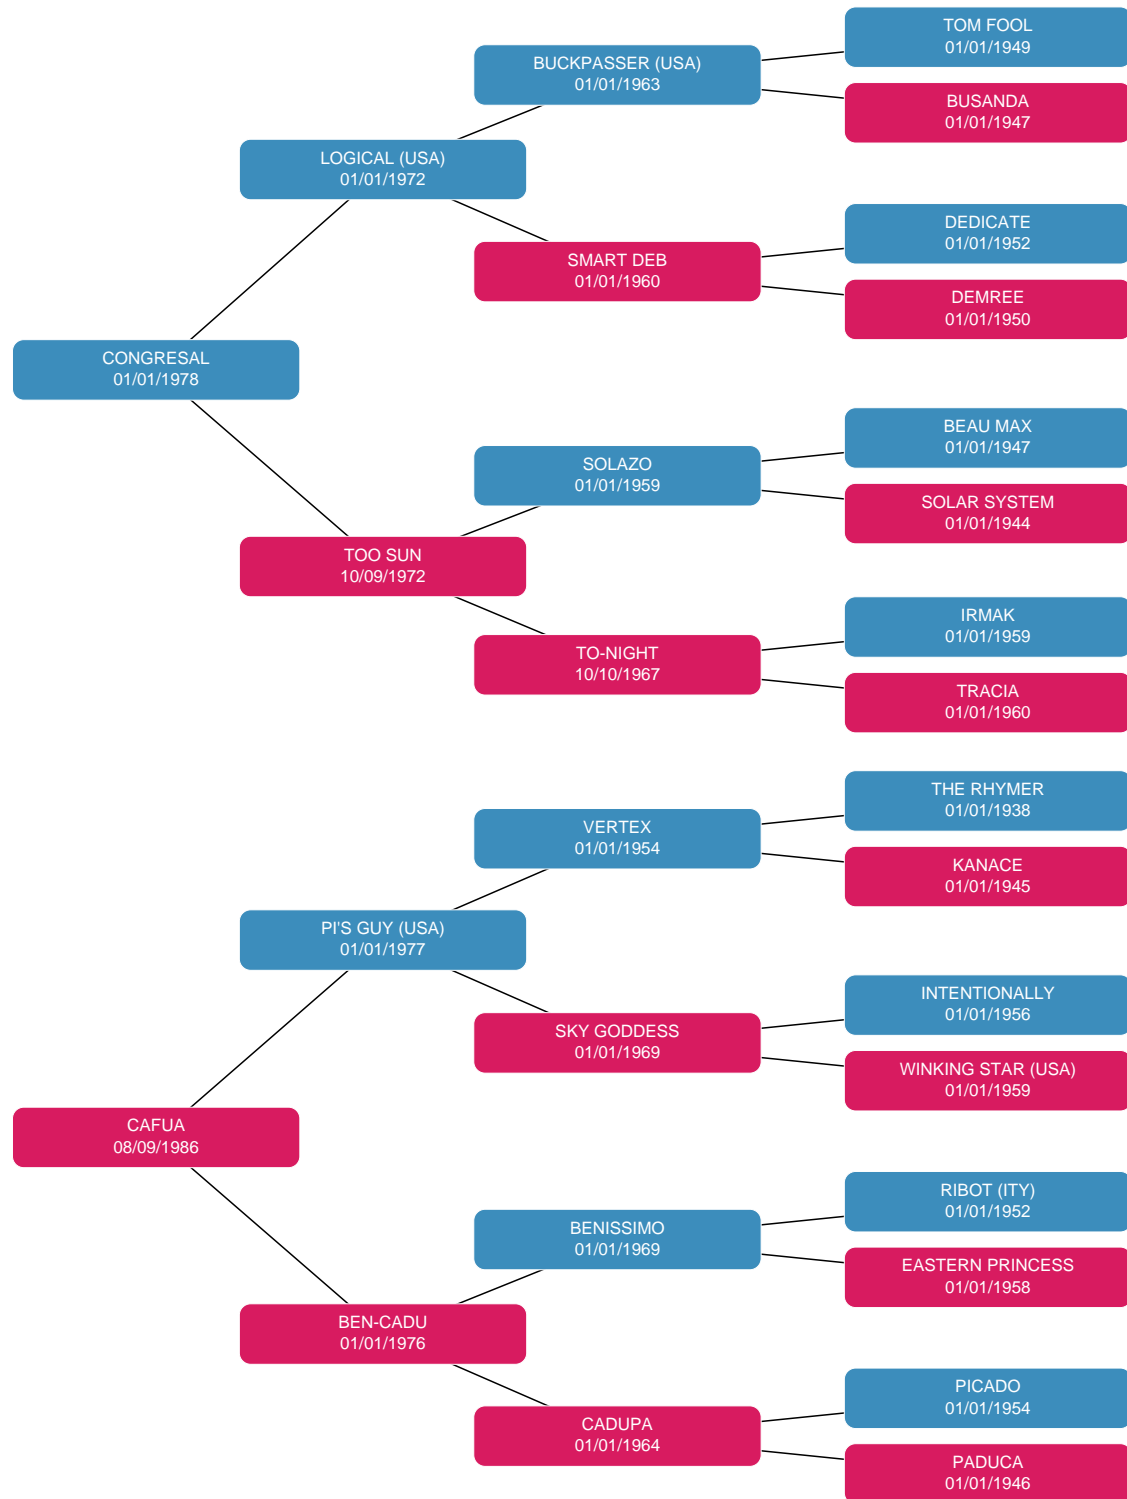 TOM FOOL
01/01/1949
BUCKPASSER (USA)
01/01/1963
BUSANDA
01/01/1947
LOGICAL (USA)
01/01/1972
DEDICATE
01/01/1952
SMART DEB
01/01/1960
DEMREE
01/01/1950
CONGRESAL
01/01/1978
BEAU MAX
01/01/1947
SOLAZO
01/01/1959
SOLAR SYSTEM
01/01/1944
TOO SUN
10/09/1972
IRMAK
01/01/1959
TO-NIGHT
10/10/1967
TRACIA
01/01/1960
THE RHYMER
01/01/1938
VERTEX
01/01/1954
KANACE
01/01/1945
PI'S GUY (USA)
01/01/1977
INTENTIONALLY
01/01/1956
SKY GODDESS
01/01/1969
WINKING STAR (USA)
01/01/1959
CAFUA
08/09/1986
RIBOT (ITY)
01/01/1952
BENISSIMO
01/01/1969
EASTERN PRINCESS
01/01/1958
BEN-CADU
01/01/1976
PICADO
01/01/1954
CADUPA
01/01/1964
PADUCA
01/01/1946